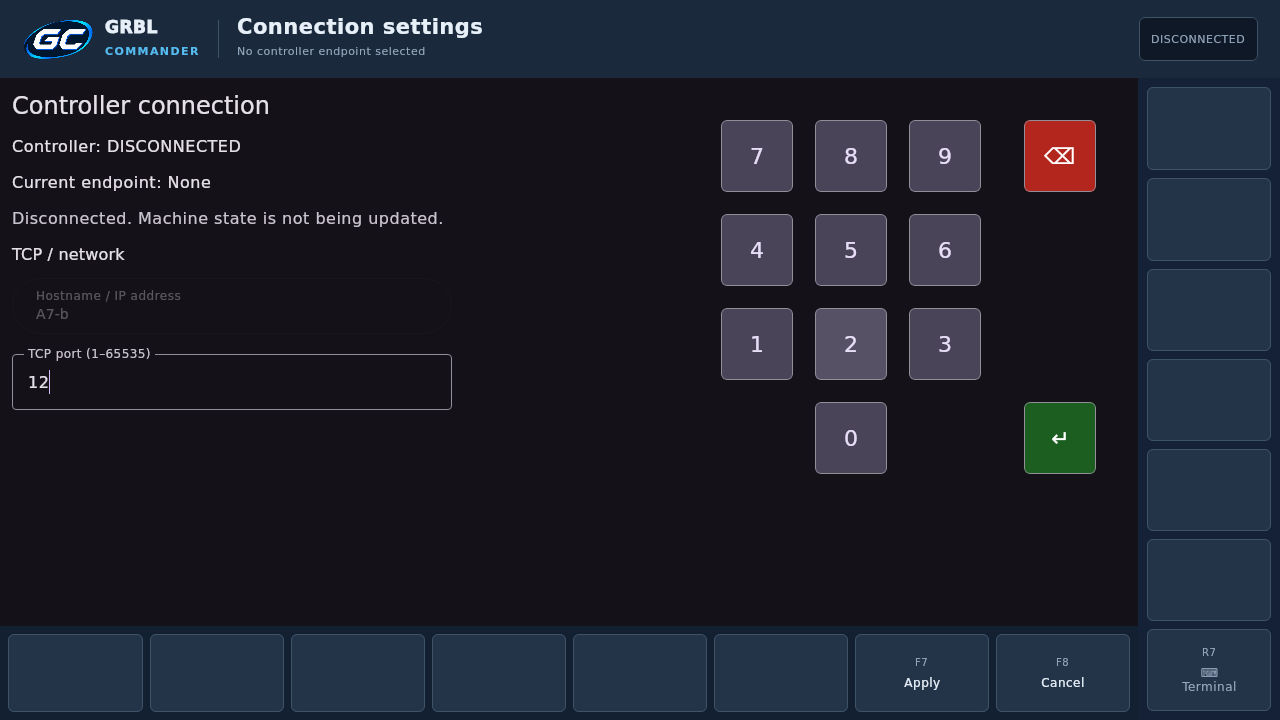 GC
GRBL
COMMANDER
Connection settings
No controller endpoint selected
DISCONNECTED
Controller connection
Controller: DISCONNECTED
Current endpoint: None
Disconnected. Machine state is not being updated.
TCP / network
Hostname / IP address
A7-b
TCP port (1–65535)
12
7 8 9 ⌫
4 5 6
1 2 3
0 ↵
F7
Apply
F8
Cancel
R7
⌨
Terminal